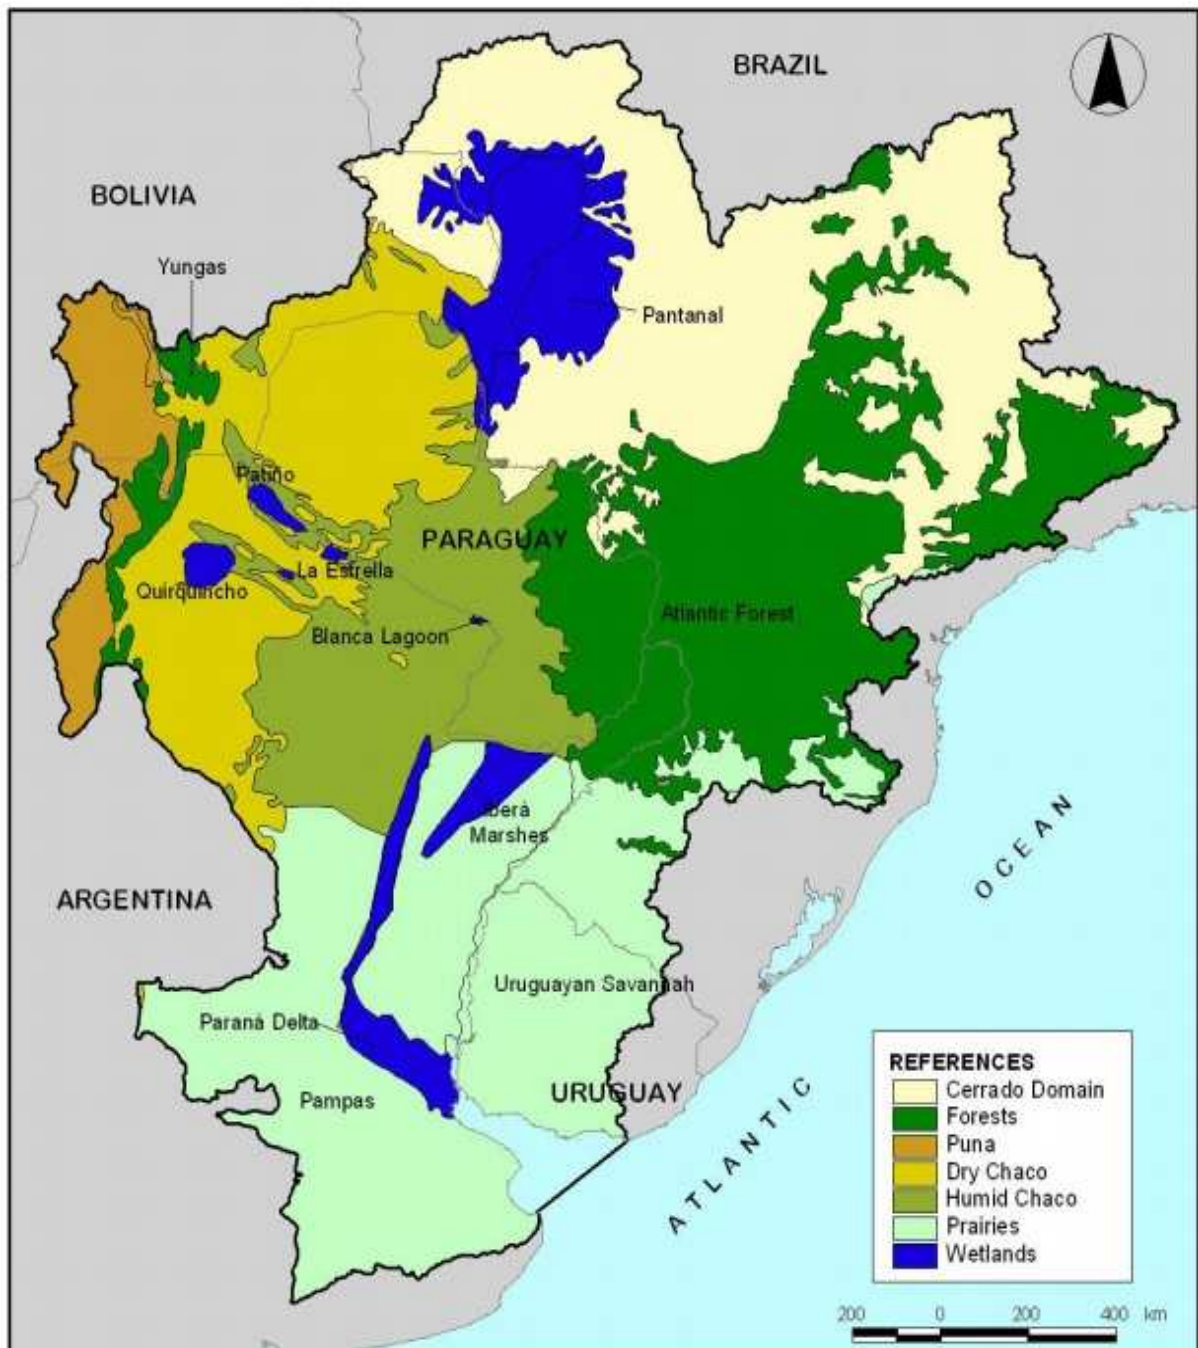 BRAZIL
BOLIVIA
Yungas
Pantanal
Patiño
PARAGUAY
La Estrella
Quirquincho
Atlantic Forest
Blanca Lagoon
Iberá
Marshes
ARGENTINA
OCEAN
Uruguayan Savannah
Paraná Delta
Pampas
URUGUAY
ATLANTIC
REFERENCES
Cerrado Domain
Forests
Puna
Dry Chaco
Humid Chaco
Prairies
Wetlands
200 0 200 400 km